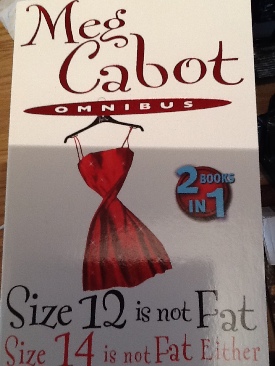 Meg
Cabot
OMNIBUS
2 BOOKS
IN 1
Size 12 is not Fat
Size 14 is not Fat Either